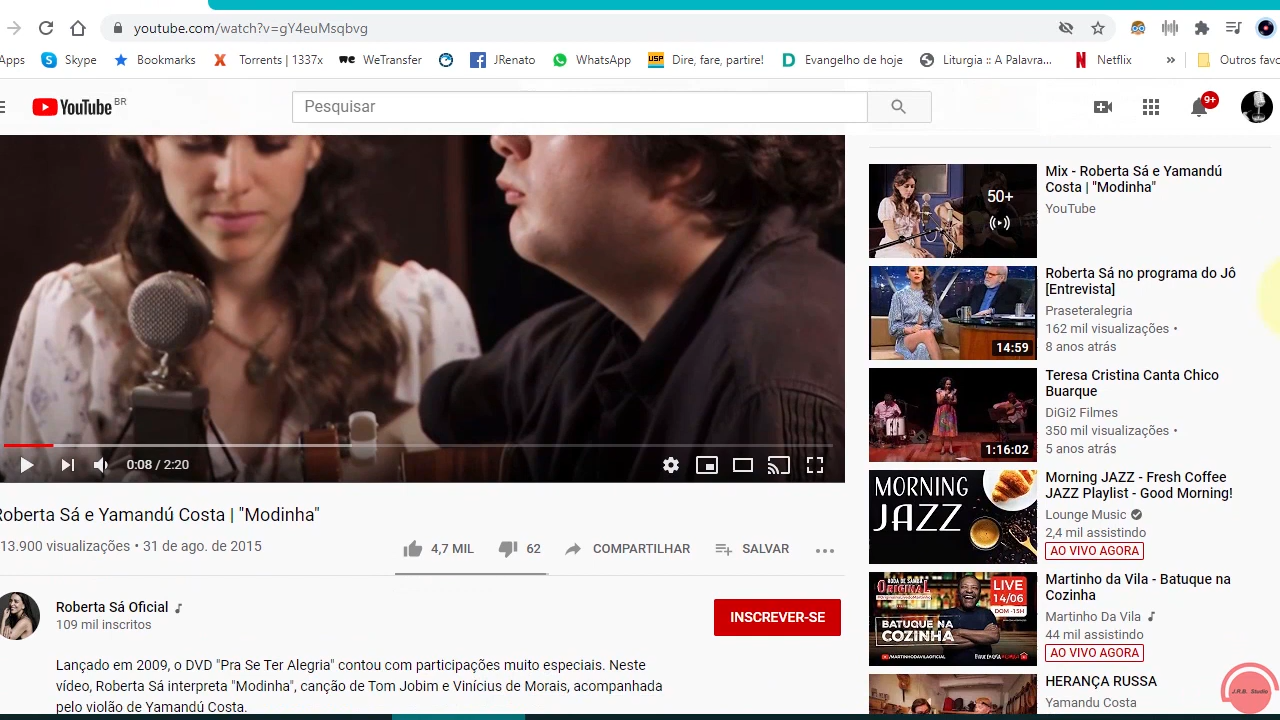 youtube.com/watch?v=gY4euMsqbvg
Apps Skype Bookmarks Torrents | 1337x WeTransfer JRenato WhatsApp Dire, fare, partire! Evangelho de hoje Liturgia :: A Palavra... Netflix » Outros favo
YouTube BR
Pesquisar
9+
Mix - Roberta Sá e Yamandú
Costa | "Modinha"
YouTube
50+
Roberta Sá no programa do Jô
[Entrevista]
Praseteralegria
162 mil visualizações •
8 anos atrás
14:59
Teresa Cristina Canta Chico
Buarque
DiGi2 Filmes
350 mil visualizações •
5 anos atrás
1:16:02
MORNING
JAZZ
Morning JAZZ - Fresh Coffee
JAZZ Playlist - Good Morning!
Lounge Music
2,4 mil assistindo
AO VIVO AGORA
RODA DE SAMBA
ORIGINAL
LIVE
14/06
DOM - 15H
BATUQUE NA
COZINHA
Martinho da Vila - Batuque na
Cozinha
Martinho Da Vila
44 mil assistindo
AO VIVO AGORA
HERANÇA RUSSA
Yamandu Costa
J.R.B. Studio
0:08 / 2:20
Roberta Sá e Yamandú Costa | "Modinha"
13.900 visualizações • 31 de ago. de 2015
4,7 MIL 62 COMPARTILHAR SALVAR
Roberta Sá Oficial
109 mil inscritos
INSCREVER-SE
Lançado em 2009, o "Pra Se Ter Alegria" contou com participações muito especiais. Neste
vídeo, Roberta Sá interpreta "Modinha", canção de Tom Jobim e Vinícius de Morais, acompanhada
pelo violão de Yamandú Costa.